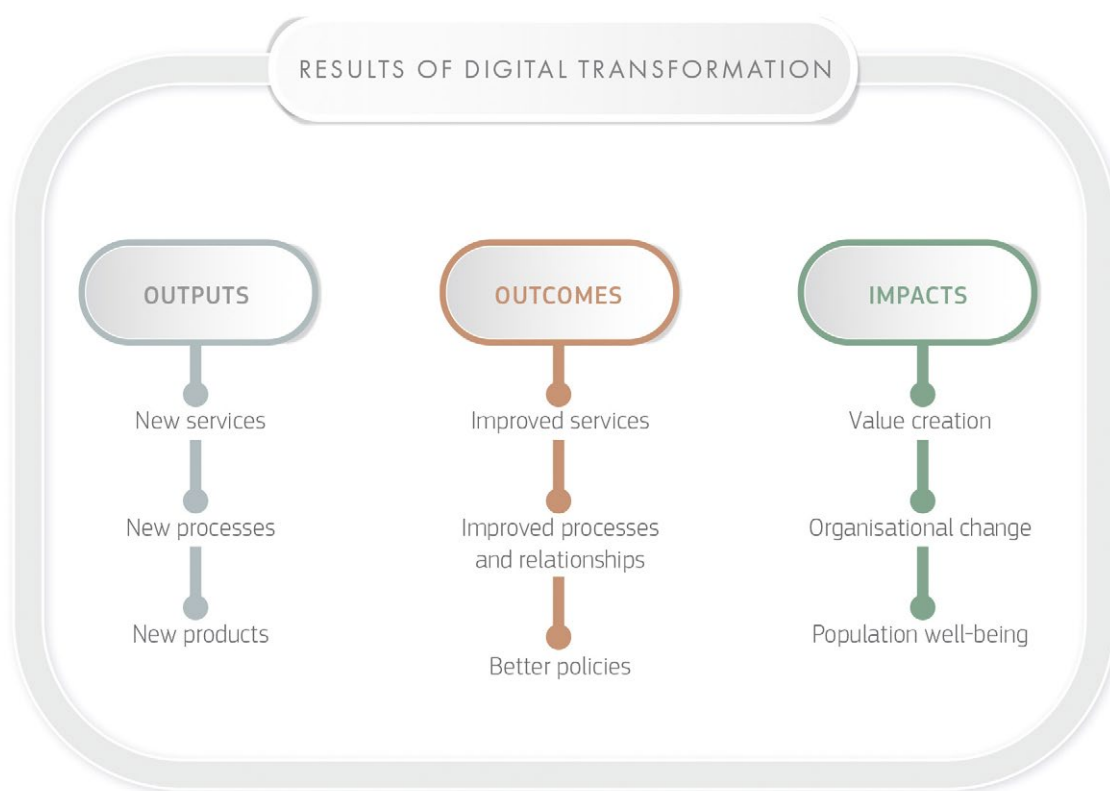 RESULTS OF DIGITAL TRANSFORMATION
OUTPUTS
New services
New processes
New products
OUTCOMES
Improved services
Improved processes
and relationships
Better policies
IMPACTS
Value creation
Organisational change
Population well-being